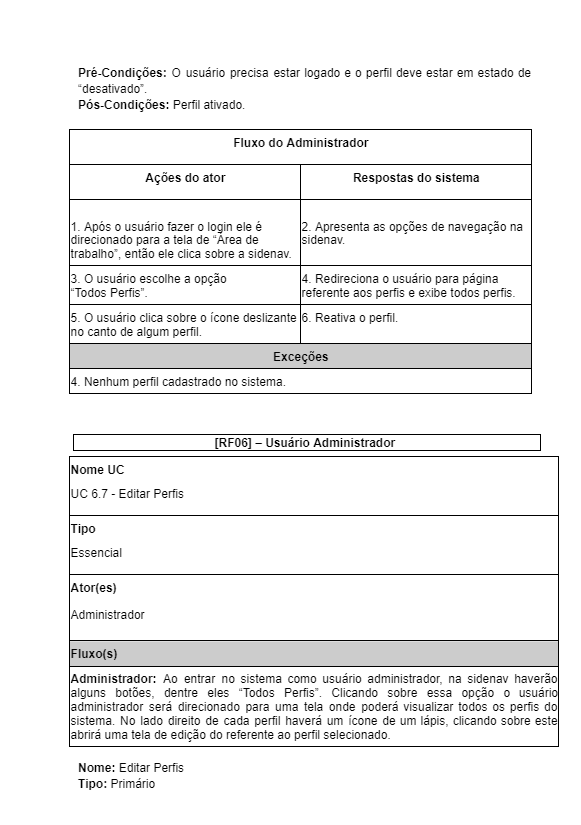 Pré-Condições: O usuário precisa estar logado e o perfil deve estar em estado de
“desativado”.
Pós-Condições: Perfil ativado.
Fluxo do Administrador
Ações do ator
Respostas do sistema
1. Após o usuário fazer o login ele é
direcionado para a tela de “Área de
trabalho”, então ele clica sobre a sidenav.
2. Apresenta as opções de navegação na
sidenav.
3. O usuário escolhe a opção
“Todos Perfis”.
4. Redireciona o usuário para página
referente aos perfis e exibe todos perfis.
5. O usuário clica sobre o ícone deslizante
no canto de algum perfil.
6. Reativa o perfil.
Exceções
4. Nenhum perfil cadastrado no sistema.
[RF06] – Usuário Administrador
Nome UC
UC 6.7 - Editar Perfis
Tipo
Essencial
Ator(es)
Administrador
Fluxo(s)
Administrador: Ao entrar no sistema como usuário administrador, na sidenav haverão
alguns botões, dentre eles “Todos Perfis”. Clicando sobre essa opção o usuário
administrador será direcionado para uma tela onde poderá visualizar todos os perfis do
sistema. No lado direito de cada perfil haverá um ícone de um lápis, clicando sobre este
abrirá uma tela de edição do referente ao perfil selecionado.
Nome: Editar Perfis
Tipo: Primário